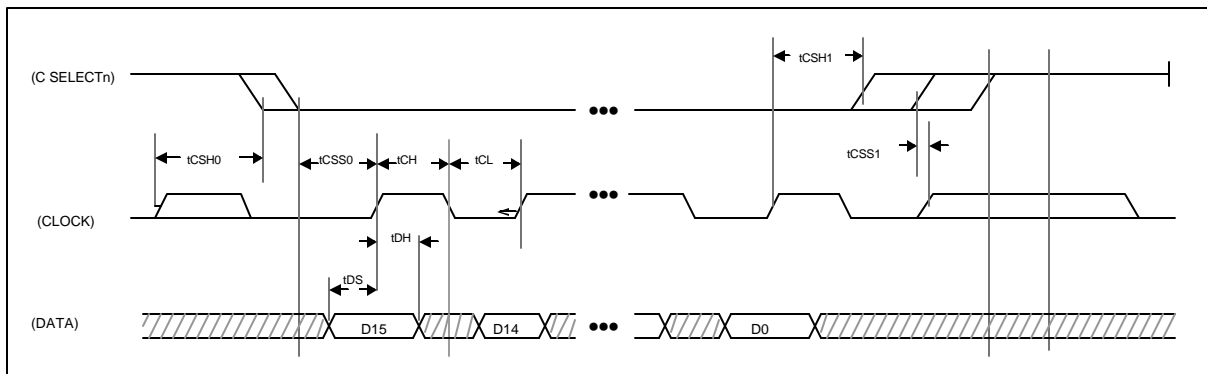 tCSH1
(C SELECTn)
●●●
tCSS1
tCSH0
tCSS0
tCH
tCL
●●●
(CLOCK)
tDH
tDS
(DATA)
D15
D14
●●●
D0